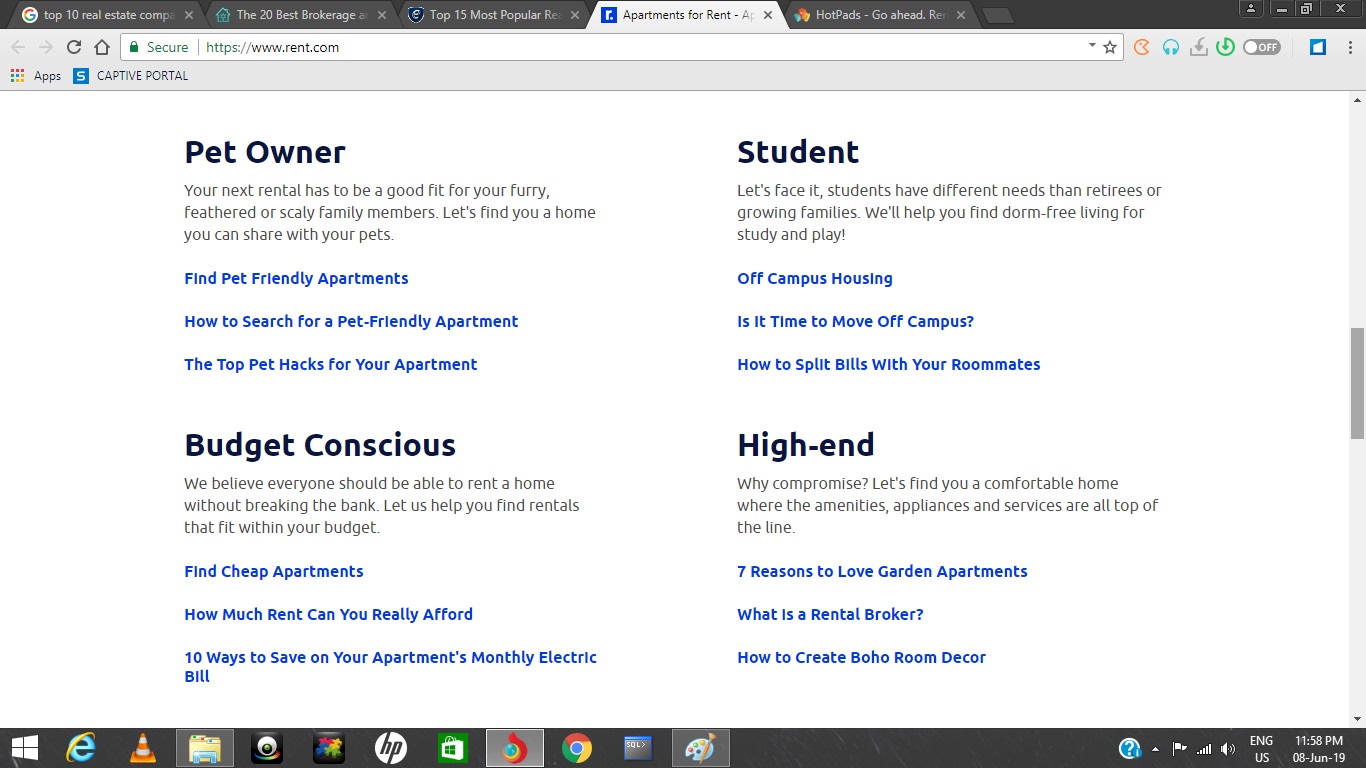 top 10 real estate compa
The 20 Best Brokerage a
Top 15 Most Popular Rea
Apartments for Rent - Ap
HotPads - Go ahead. Ren
Secure
https://www.rent.com
OFF
Apps
S
CAPTIVE PORTAL
Pet Owner
Your next rental has to be a good fit for your furry,
feathered or scaly family members. Let's find you a home
you can share with your pets.
Find Pet Friendly Apartments
How to Search for a Pet-Friendly Apartment
The Top Pet Hacks for Your Apartment
Student
Let's face it, students have different needs than retirees or
growing families. We'll help you find dorm-free living for
study and play!
Off Campus Housing
Is It Time to Move Off Campus?
How to Split Bills With Your Roommates
Budget Conscious
We believe everyone should be able to rent a home
without breaking the bank. Let us help you find rentals
that fit within your budget.
Find Cheap Apartments
How Much Rent Can You Really Afford
10 Ways to Save on Your Apartment's Monthly Electric
Bill
High-end
Why compromise? Let's find you a comfortable home
where the amenities, appliances and services are all top of
the line.
7 Reasons to Love Garden Apartments
What Is a Rental Broker?
How to Create Boho Room Decor
hp
SQL>
ENG
US
11:58 PM
08-Jun-19